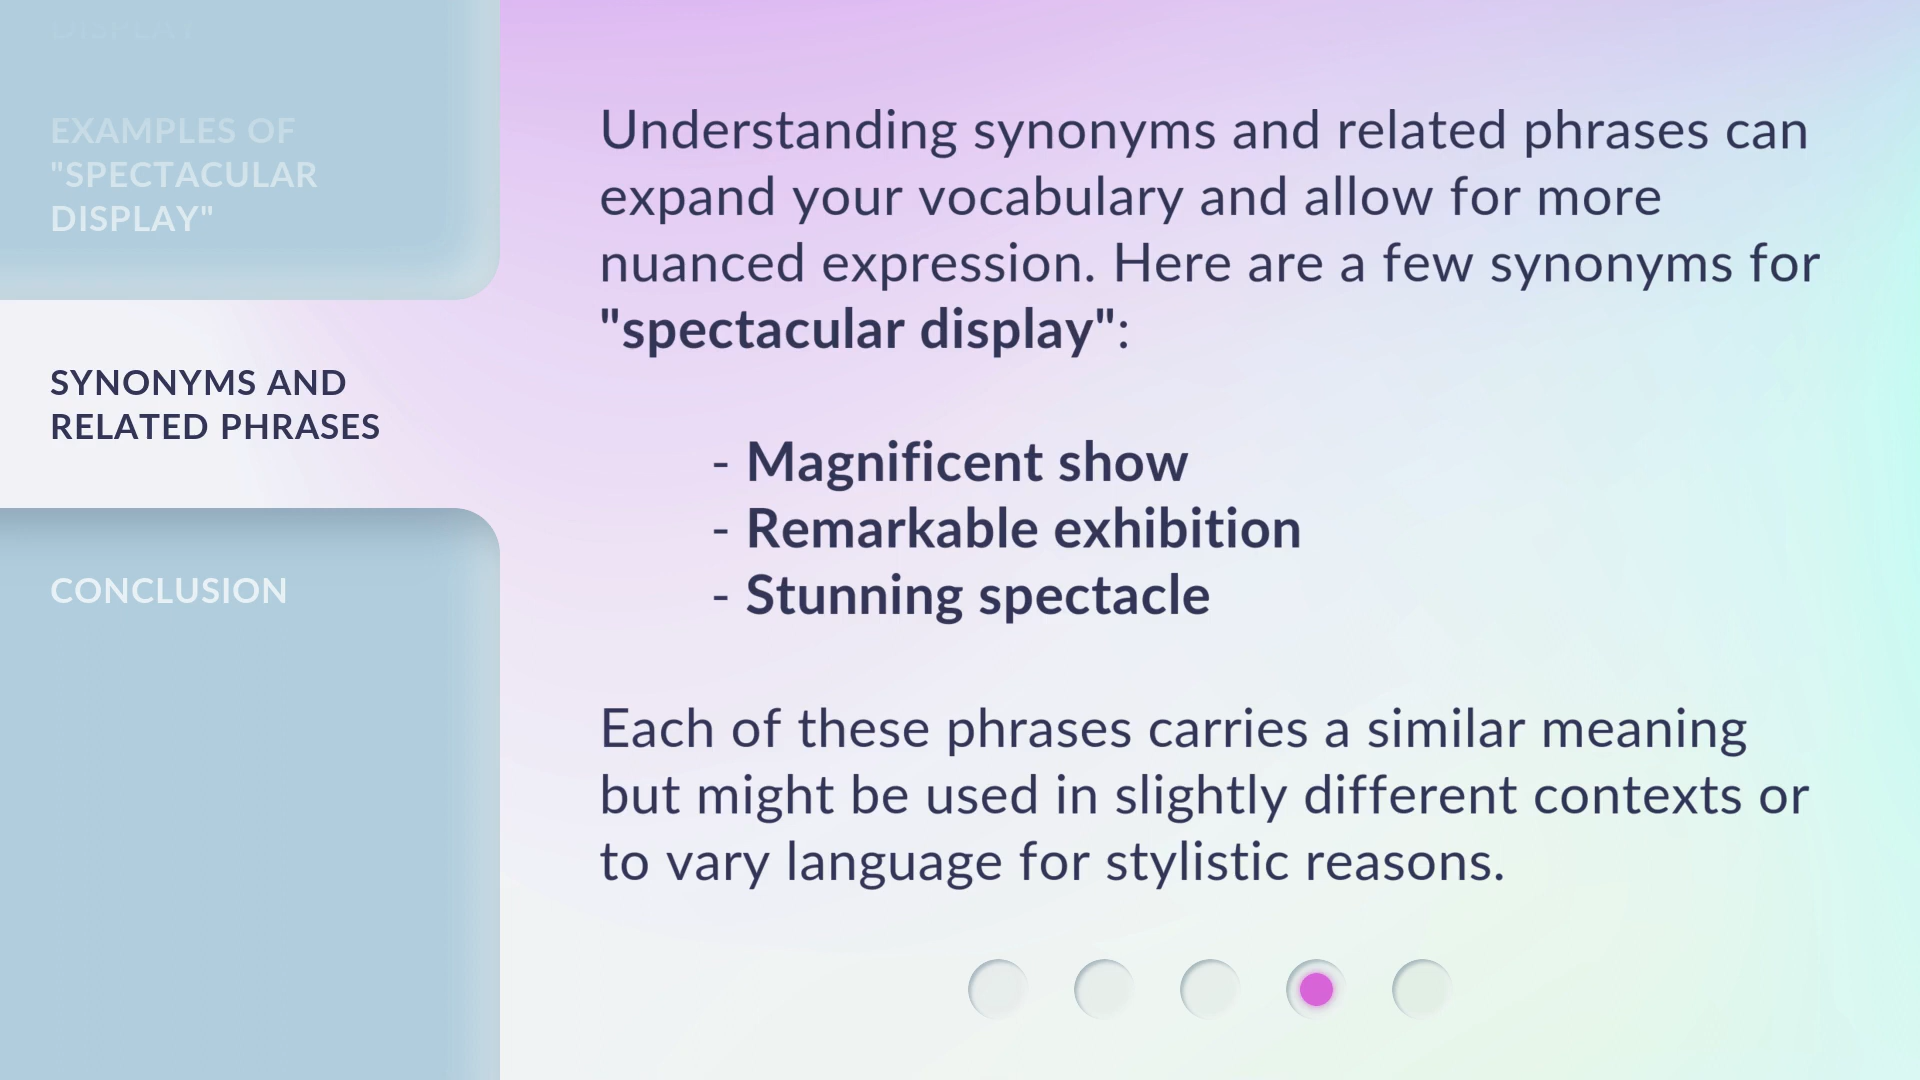 DISPLAY
EXAMPLES OF
"SPECTACULAR
DISPLAY"
SYNONYMS AND
RELATED PHRASES
CONCLUSION
Understanding synonyms and related phrases can
expand your vocabulary and allow for more
nuanced expression. Here are a few synonyms for
"spectacular display":
- Magnificent show
- Remarkable exhibition
- Stunning spectacle
Each of these phrases carries a similar meaning
but might be used in slightly different contexts or
to vary language for stylistic reasons.